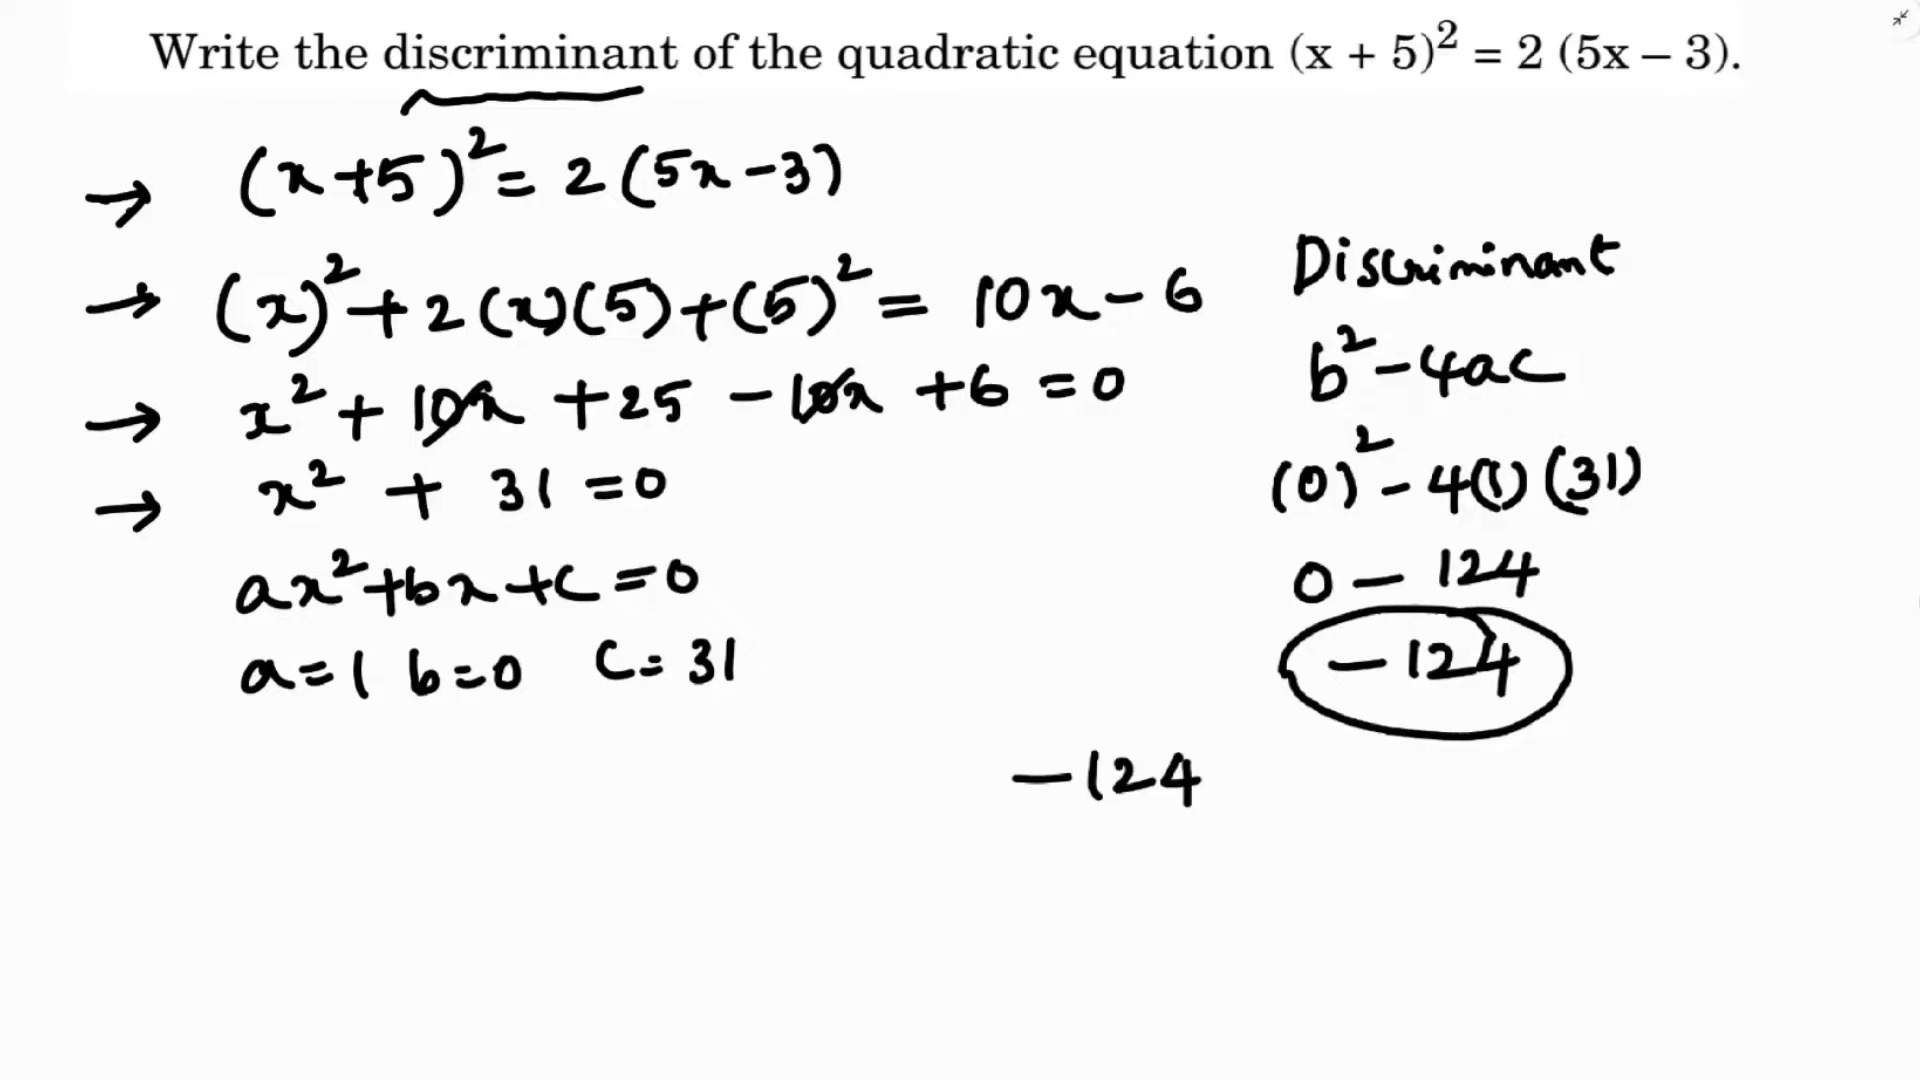 Write the discriminant of the quadratic equation (x + 5)² = 2 (5x – 3).
→ (x+5)² = 2(5x-3)
→ (x)² + 2(x)(5) + (5)² = 10x - 6
→ x² + 10x + 25 - 10x + 6 = 0
→ x² + 31 = 0
ax² + bx + c = 0
a = 1 b = 0 c = 31
Discriminant
b² - 4ac
(0)² - 4(1)(31)
0 - 124
-124
-124